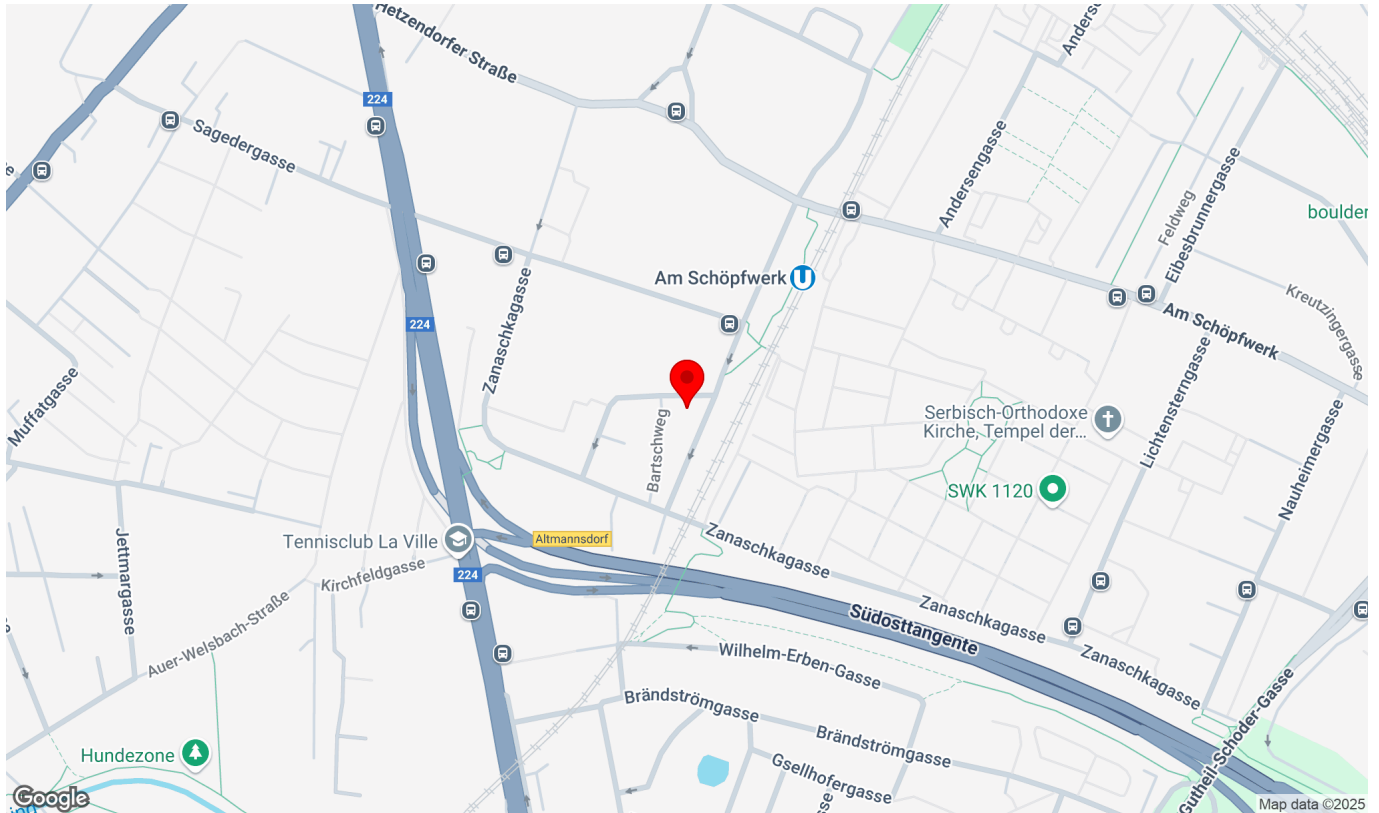 Hetzendorfer Straße
Anders
224
Sagedergasse
Andersengasse
Feldweg
Eibesbrunnergasse
boulder
Am Schöpfwerk
U
Kreutzingergasse
Am Schöpfwerk
224
Zanaschkagasse
Muffatgasse
Bartschweg
Serbisch-Orthodoxe
Kirche, Tempel der...
Lichtensterngasse
Nauheimergasse
SWK 1120
Jettmargasse
Tennisclub La Ville
Altmannsdorf
Zanaschkagasse
Kirchfeldgasse
224
Auer-Welsbach-Straße
Südosttangente
Zanaschkagasse
Zanaschkagasse
Wilhelm-Erben-Gasse
Brändströmgasse
Brändströmgasse
Gutheil-Schoder-Gasse
Hundezone
Gsellhofergasse
Google
Map data ©2025